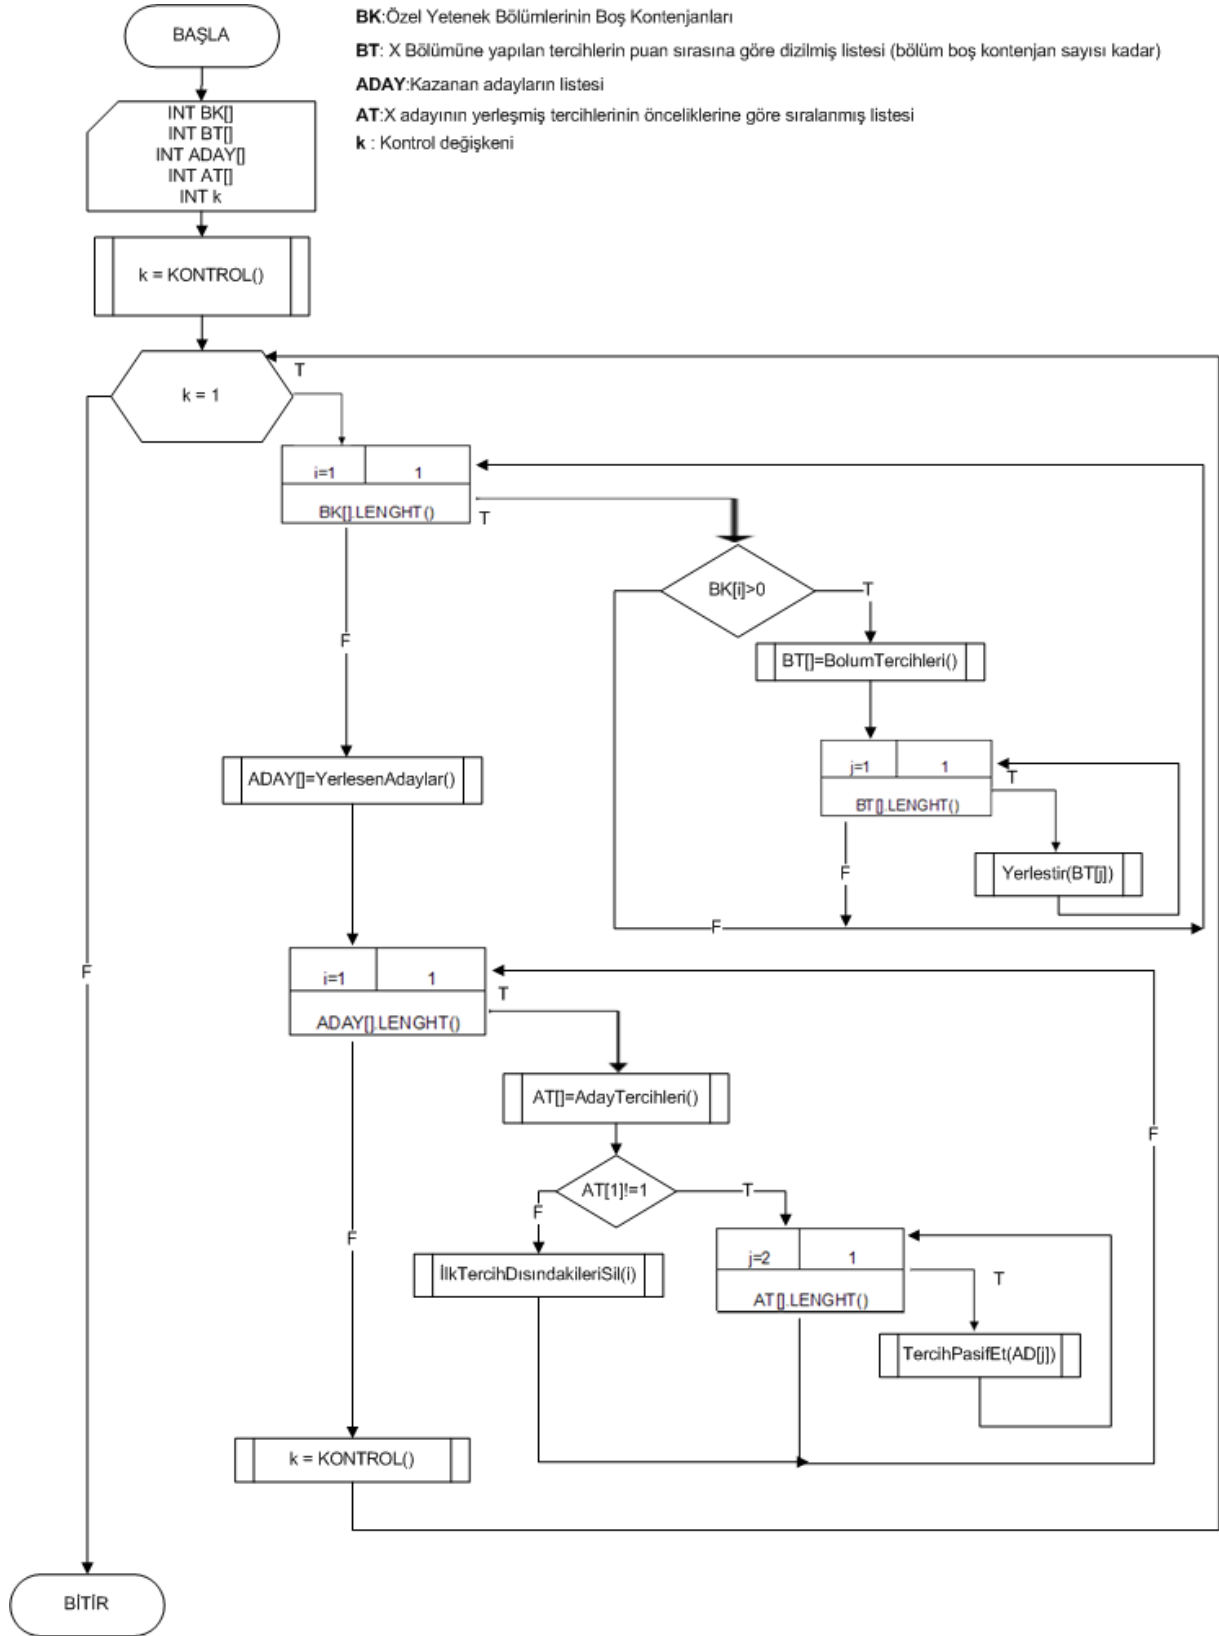 BAŞLA
BK:Özel Yetenek Bölümlerinin Boş Kontenjanları
BT: X Bölümüne yapılan tercihlerin puan sırasına göre dizilmiş listesi (bölüm boş kontenjan sayısı kadar)
ADAY:Kazanan adayların listesi
AT:X adayının yerleşmiş tercihlerinin önceliklerine göre sıralanmış listesi
k : Kontrol değişkeni
INT BK[]
INT BT[]
INT ADAY[]
INT AT[]
INT k
k = KONTROL()
k = 1
T
i=1
1
BK[].LENGHT()
T
BK[i]>0
T
F
BT[]=BolumTercihleri()
j=1
1
T
BT[].LENGHT()
ADAY[]=YerlesenAdaylar()
Yerlestir(BT[j])
F
F
F
i=1
1
T
ADAY[].LENGHT()
AT[]=AdayTercihleri()
F
AT[1]!=1
T
F
F
j=2
1
T
AT[].LENGHT()
İlkTercihDısındakileriSil(i)
TercihPasifEt(AD[j])
k = KONTROL()
BİTİR